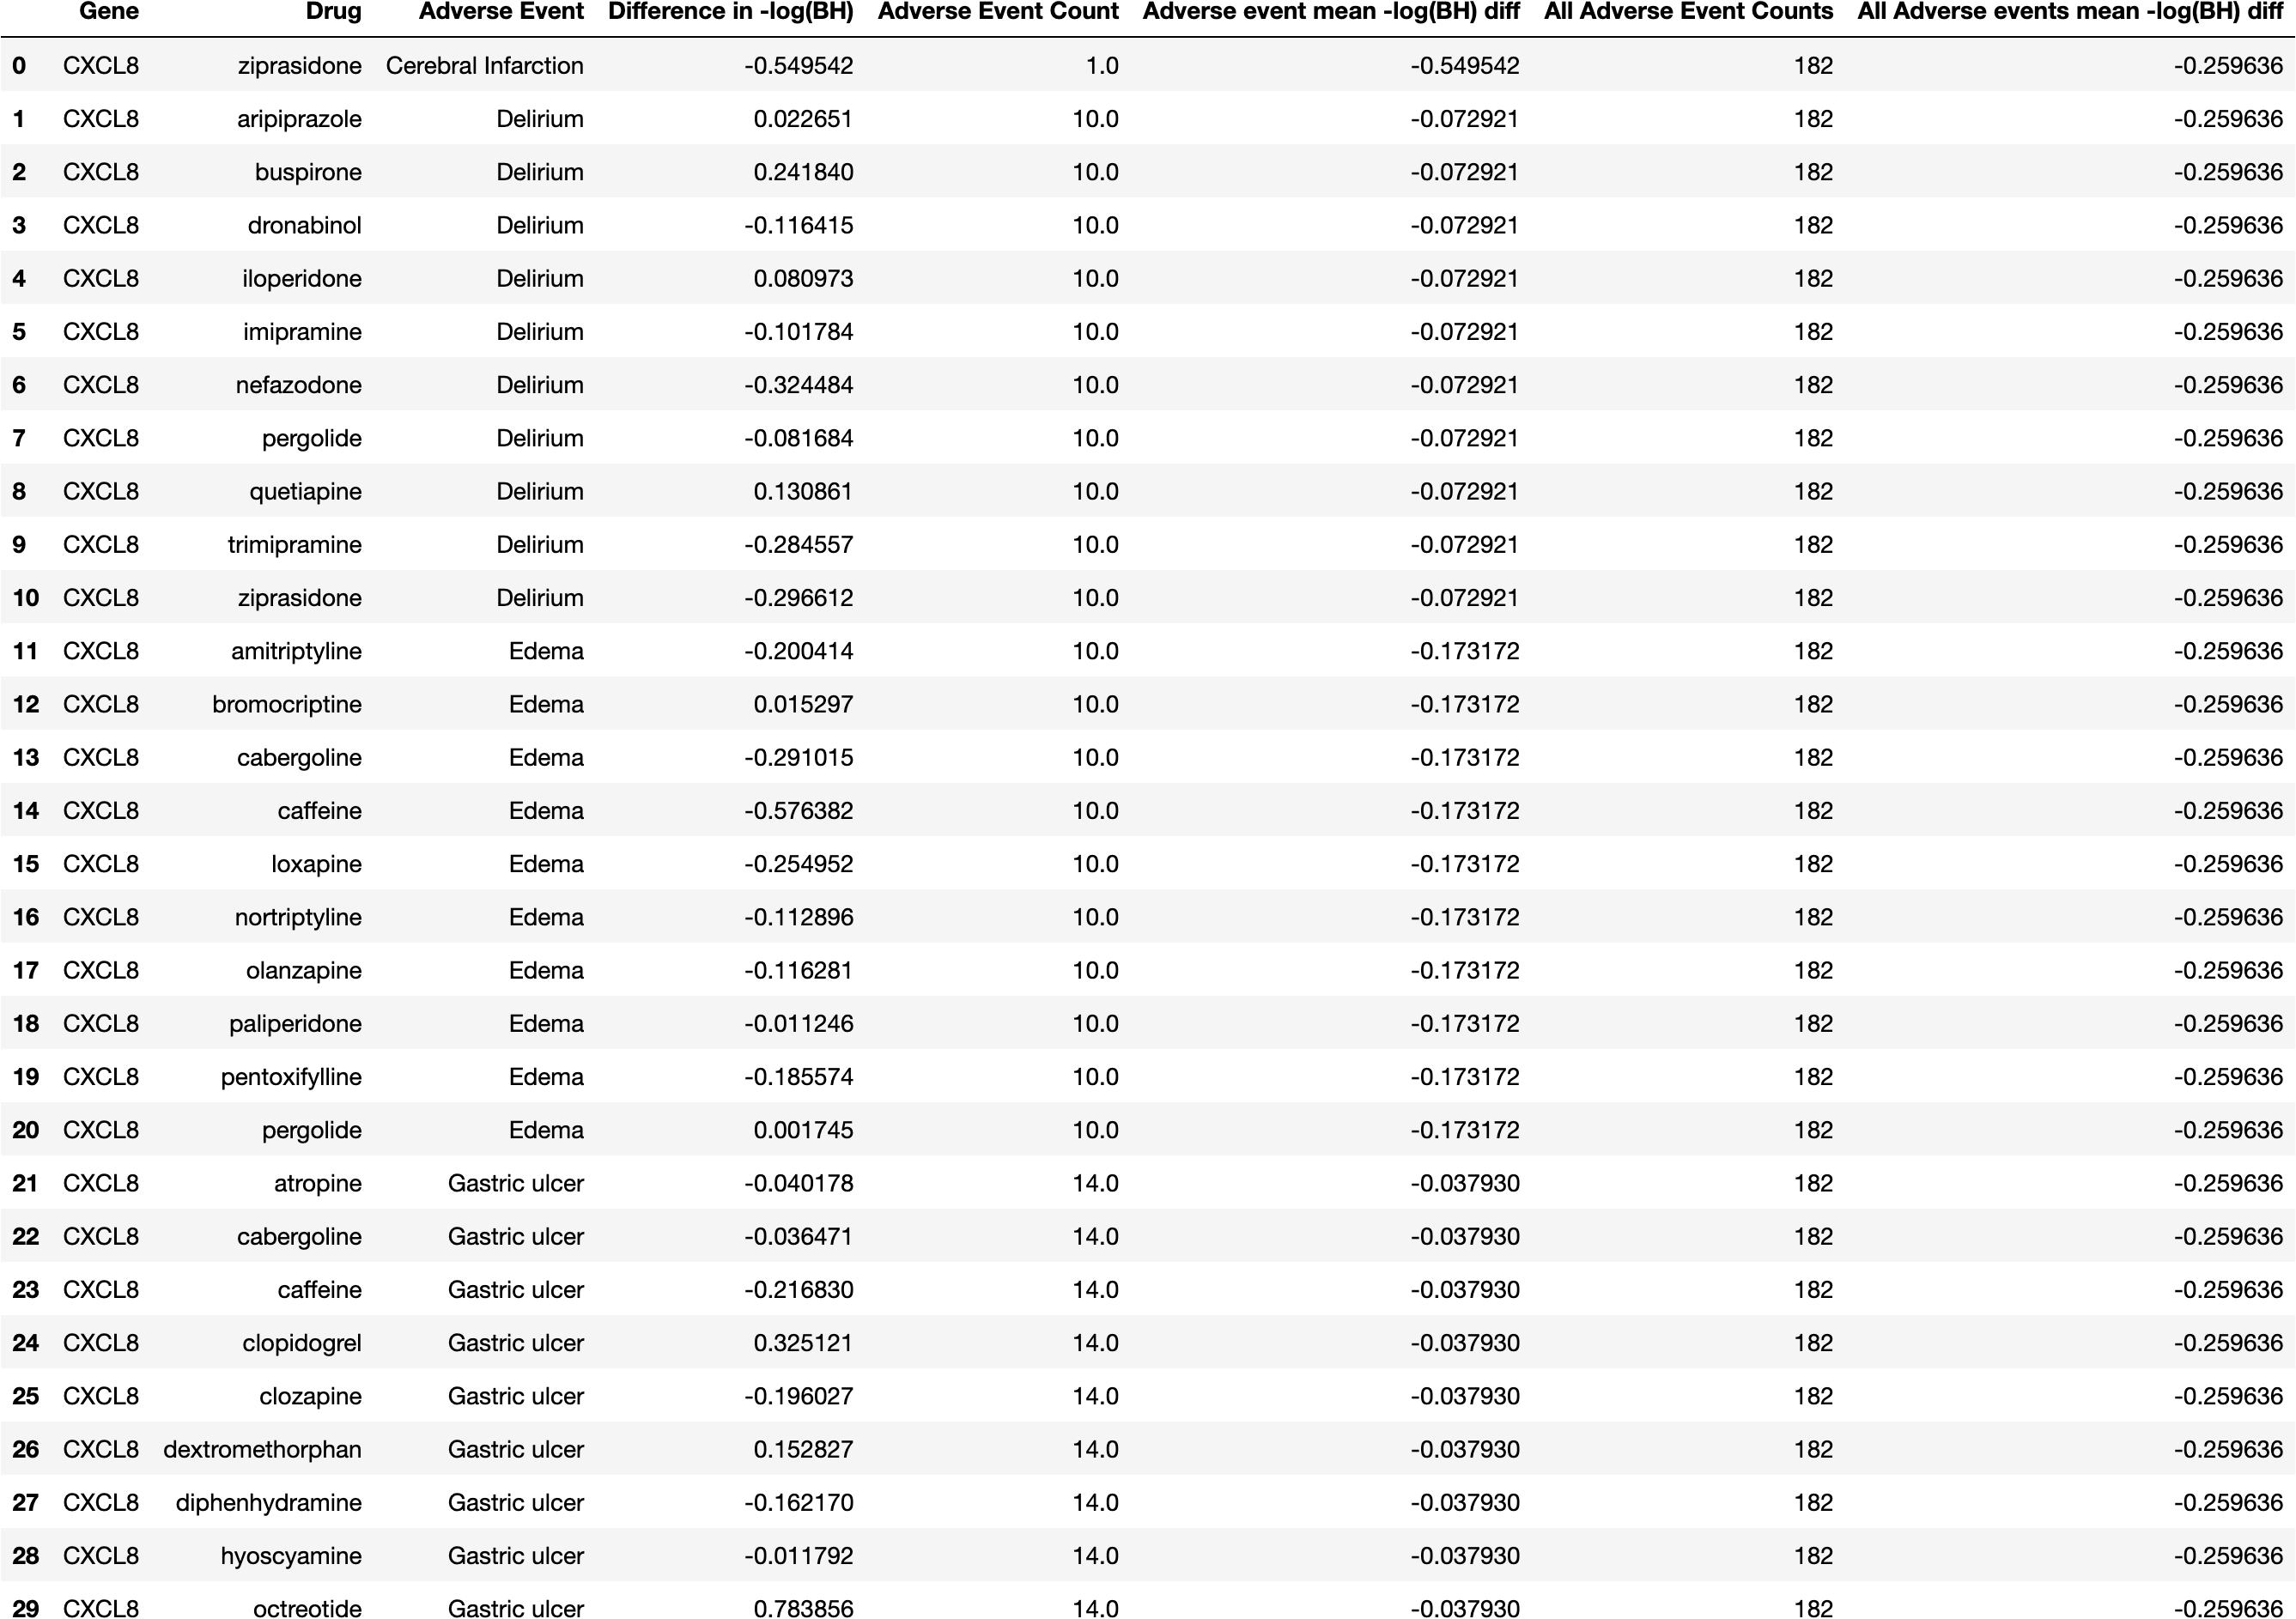 Gene Drug Adverse Event Difference in -log(BH) Adverse Event Count Adverse event mean -log(BH) diff All Adverse Event Counts All Adverse events mean -log(BH) diff
0 CXCL8 ziprasidone Cerebral Infarction -0.549542 1.0 -0.549542 182 -0.259636
1 CXCL8 aripiprazole Delirium 0.022651 10.0 -0.072921 182 -0.259636
2 CXCL8 buspirone Delirium 0.241840 10.0 -0.072921 182 -0.259636
3 CXCL8 dronabinol Delirium -0.116415 10.0 -0.072921 182 -0.259636
4 CXCL8 iloperidone Delirium 0.080973 10.0 -0.072921 182 -0.259636
5 CXCL8 imipramine Delirium -0.101784 10.0 -0.072921 182 -0.259636
6 CXCL8 nefazodone Delirium -0.324484 10.0 -0.072921 182 -0.259636
7 CXCL8 pergolide Delirium -0.081684 10.0 -0.072921 182 -0.259636
8 CXCL8 quetiapine Delirium 0.130861 10.0 -0.072921 182 -0.259636
9 CXCL8 trimipramine Delirium -0.284557 10.0 -0.072921 182 -0.259636
10 CXCL8 ziprasidone Delirium -0.296612 10.0 -0.072921 182 -0.259636
11 CXCL8 amitriptyline Edema -0.200414 10.0 -0.173172 182 -0.259636
12 CXCL8 bromocriptine Edema 0.015297 10.0 -0.173172 182 -0.259636
13 CXCL8 cabergoline Edema -0.291015 10.0 -0.173172 182 -0.259636
14 CXCL8 caffeine Edema -0.576382 10.0 -0.173172 182 -0.259636
15 CXCL8 loxapine Edema -0.254952 10.0 -0.173172 182 -0.259636
16 CXCL8 nortriptyline Edema -0.112896 10.0 -0.173172 182 -0.259636
17 CXCL8 olanzapine Edema -0.116281 10.0 -0.173172 182 -0.259636
18 CXCL8 paliperidone Edema -0.011246 10.0 -0.173172 182 -0.259636
19 CXCL8 pentoxifylline Edema -0.185574 10.0 -0.173172 182 -0.259636
20 CXCL8 pergolide Edema 0.001745 10.0 -0.173172 182 -0.259636
21 CXCL8 atropine Gastric ulcer -0.040178 14.0 -0.037930 182 -0.259636
22 CXCL8 cabergoline Gastric ulcer -0.036471 14.0 -0.037930 182 -0.259636
23 CXCL8 caffeine Gastric ulcer -0.216830 14.0 -0.037930 182 -0.259636
24 CXCL8 clopidogrel Gastric ulcer 0.325121 14.0 -0.037930 182 -0.259636
25 CXCL8 clozapine Gastric ulcer -0.196027 14.0 -0.037930 182 -0.259636
26 CXCL8 dextromethorphan Gastric ulcer 0.152827 14.0 -0.037930 182 -0.259636
27 CXCL8 diphenhydramine Gastric ulcer -0.162170 14.0 -0.037930 182 -0.259636
28 CXCL8 hyoscyamine Gastric ulcer -0.011792 14.0 -0.037930 182 -0.259636
29 CXCL8 octreotide Gastric ulcer 0.783856 14.0 -0.037930 182 -0.259636